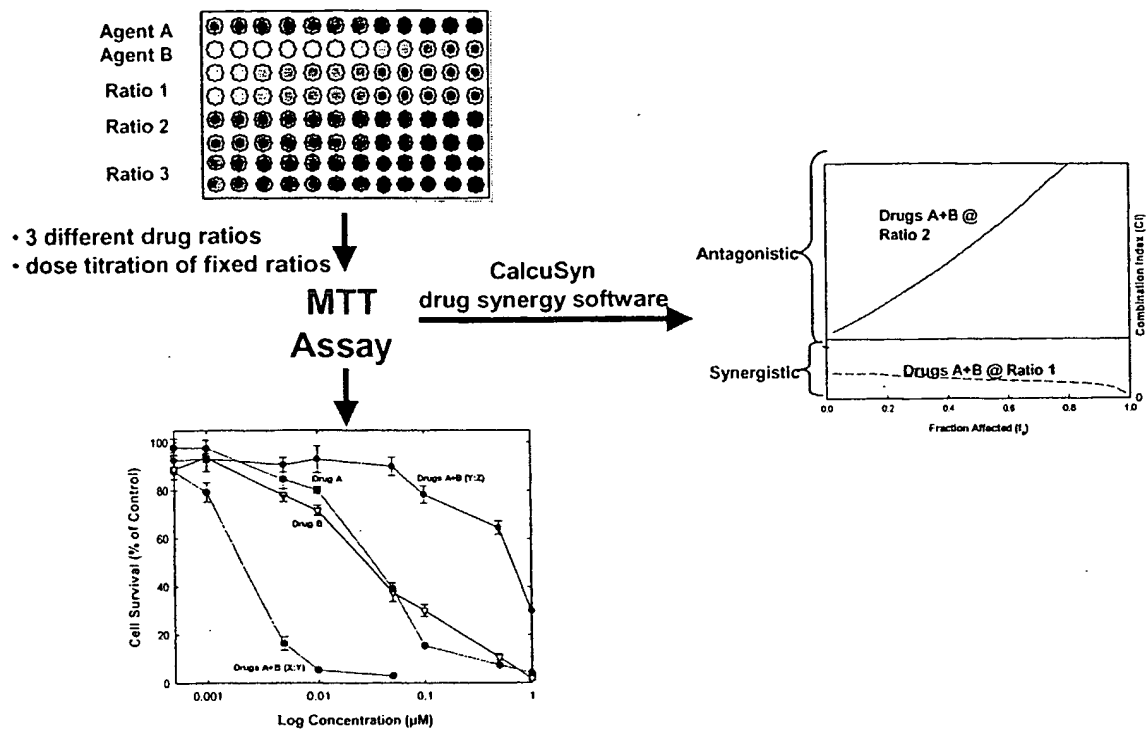 Agent A
Agent B
Ratio 1
Ratio 2
Ratio 3
• 3 different drug ratios
• dose titration of fixed ratios
MTT
Assay
CalcuSyn
drug synergy software
Antagonistic
Synergistic
Drugs A+B @
Ratio 2
Drugs A+B @ Ratio 1
Combination Index (CI)
0
0.0 0.2 0.4 0.6 0.8 1.0
Fraction Affected (fa)
Cell Survival (% of Control)
100
80
60
40
20
0
Drug A
Drug B
Drugs A+B (Y:Z)
Drugs A+B (X:Y)
0.001 0.01 0.1 1
Log Concentration (µM)